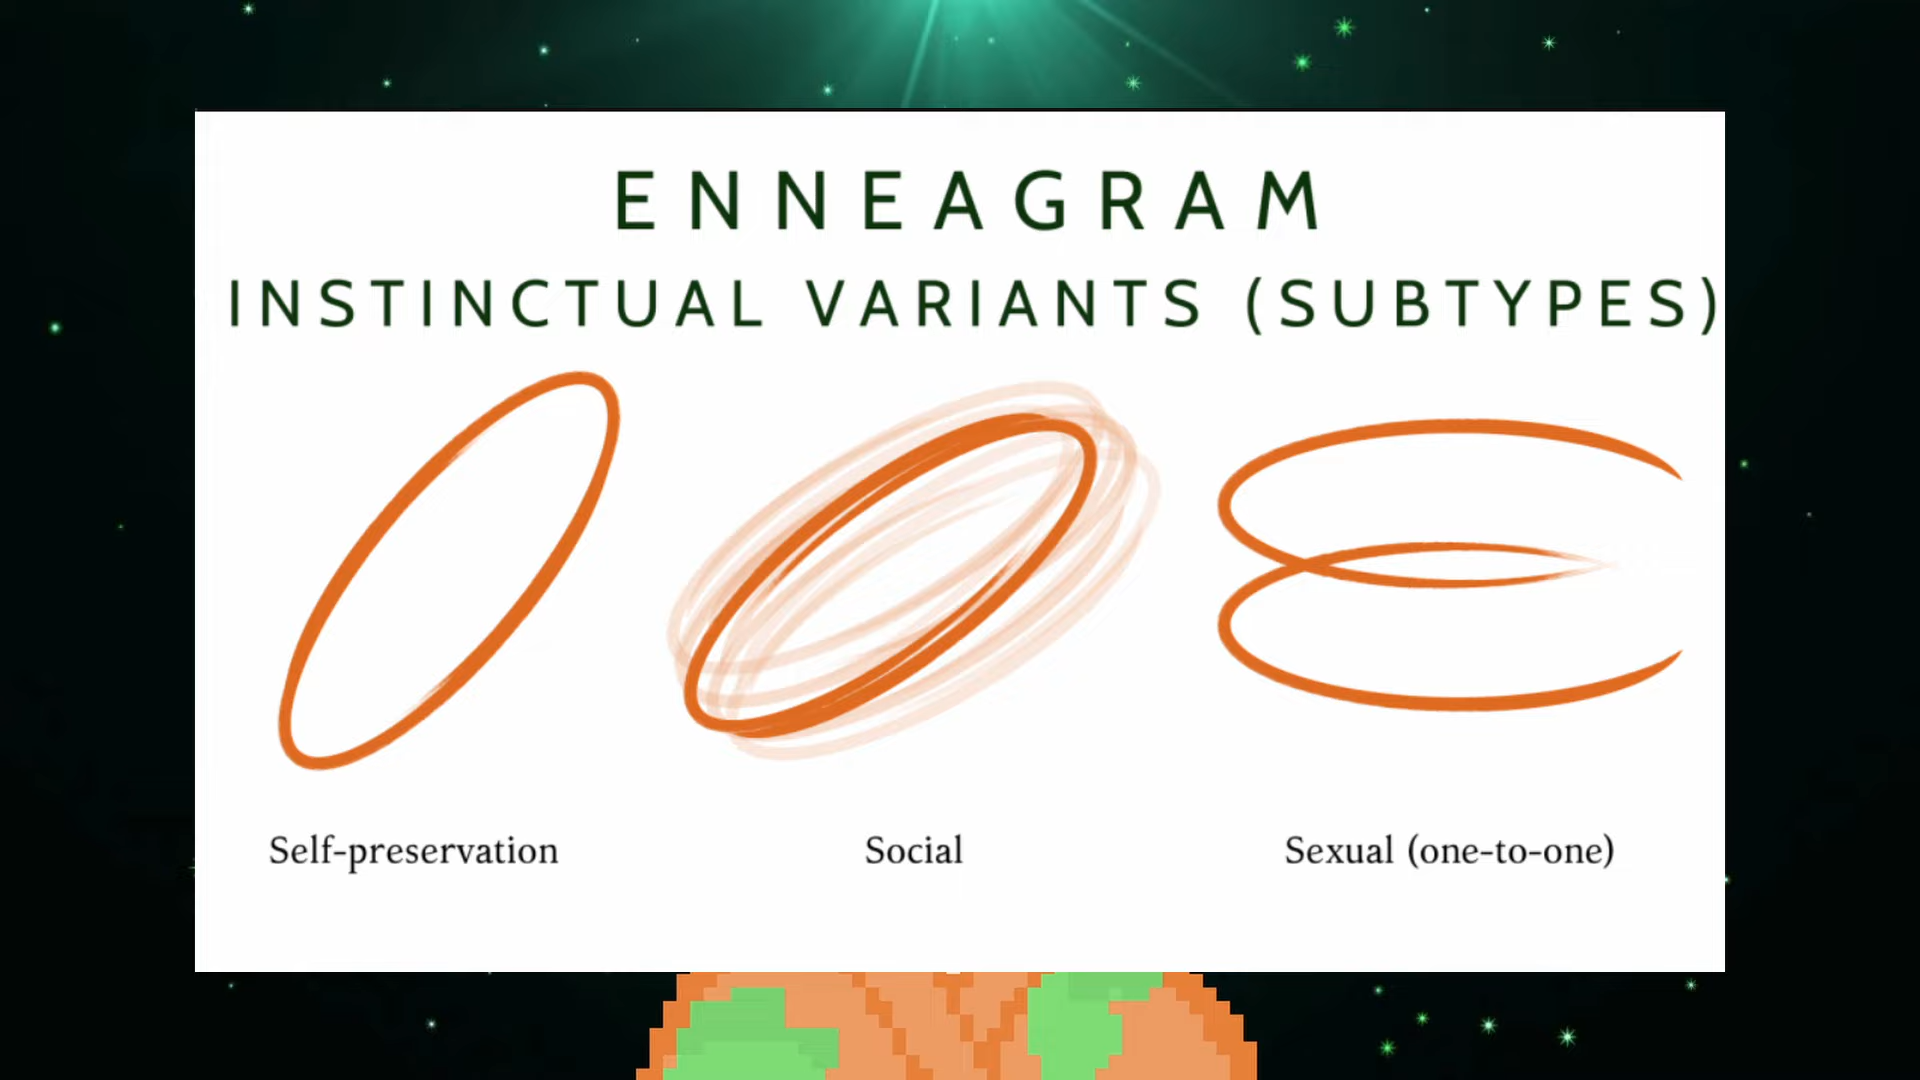 ENNEAGRAM
INSTINCTUAL VARIANTS (SUBTYPES)
Self-preservation
Social
Sexual (one-to-one)